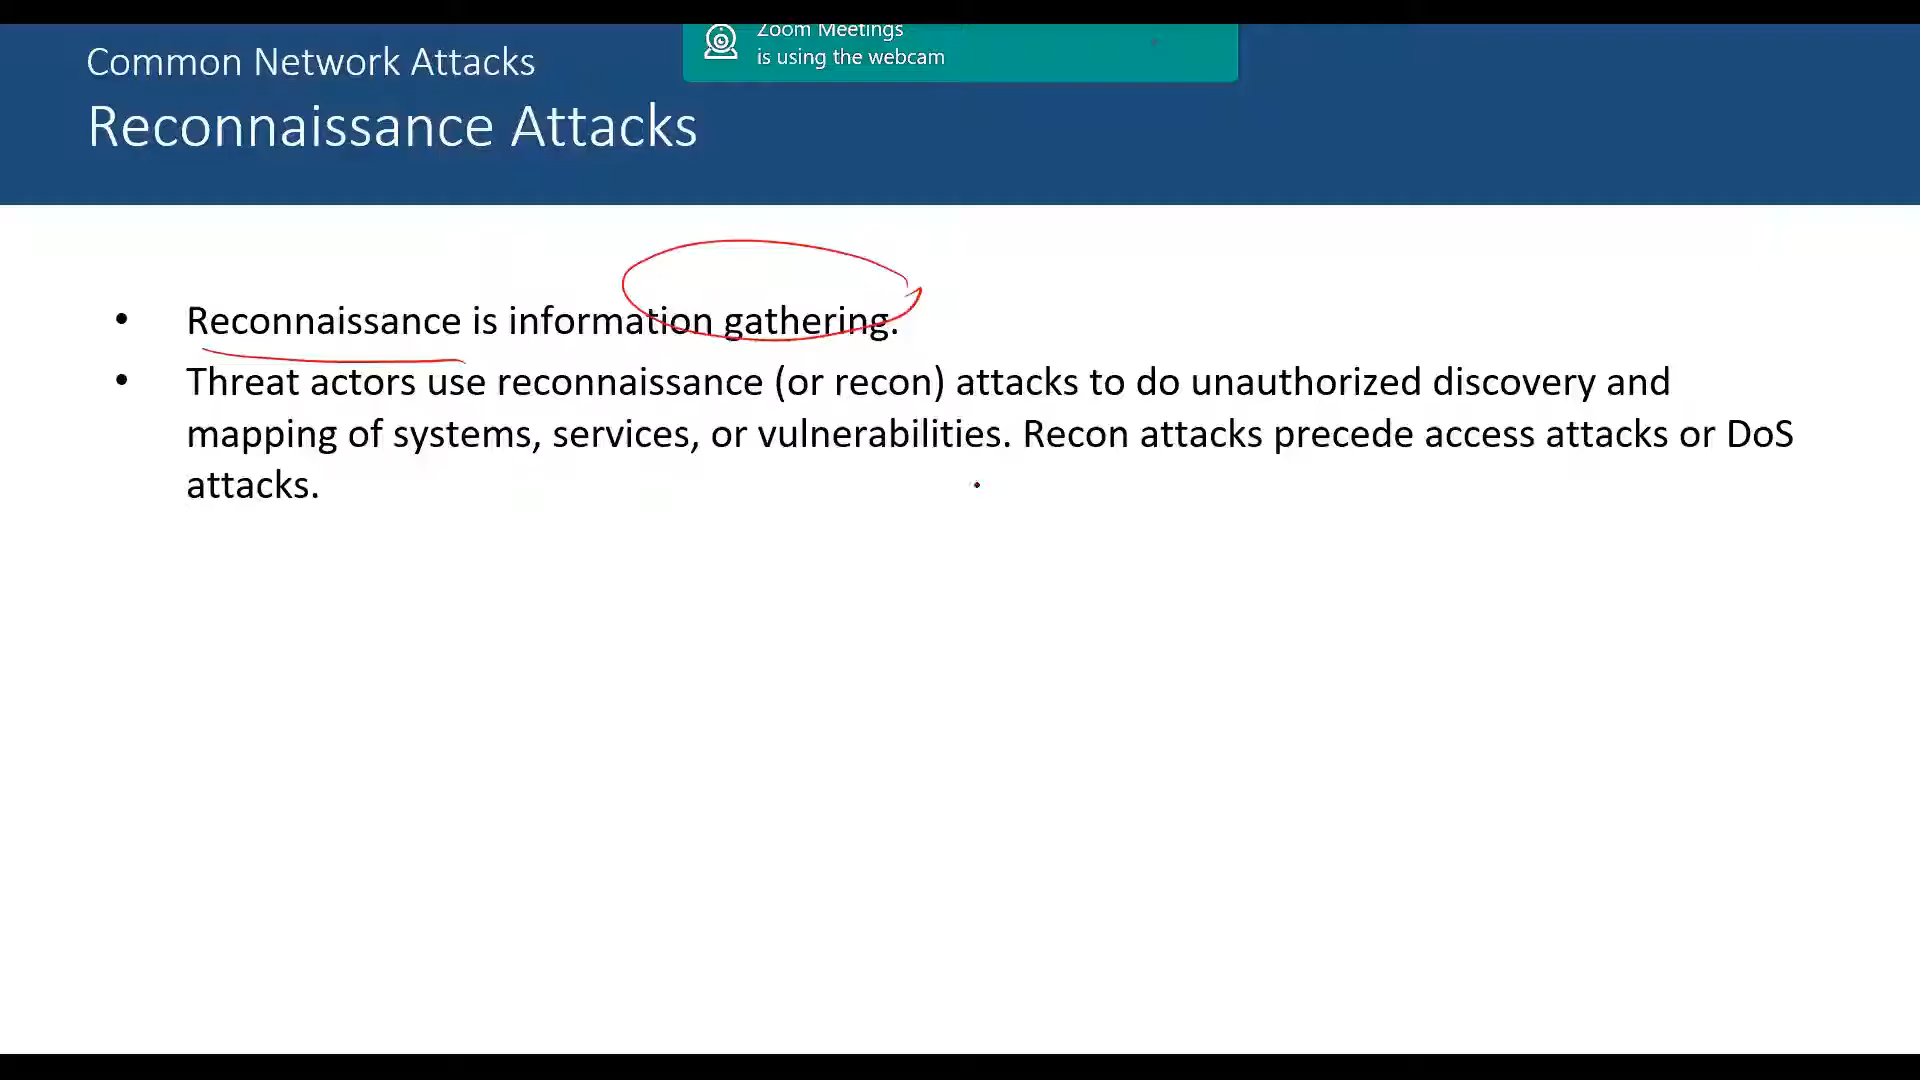 Zoom Meetings
is using the webcam
Common Network Attacks
Reconnaissance Attacks
• Reconnaissance is information gathering.
• Threat actors use reconnaissance (or recon) attacks to do unauthorized discovery and
mapping of systems, services, or vulnerabilities. Recon attacks precede access attacks or DoS
attacks.